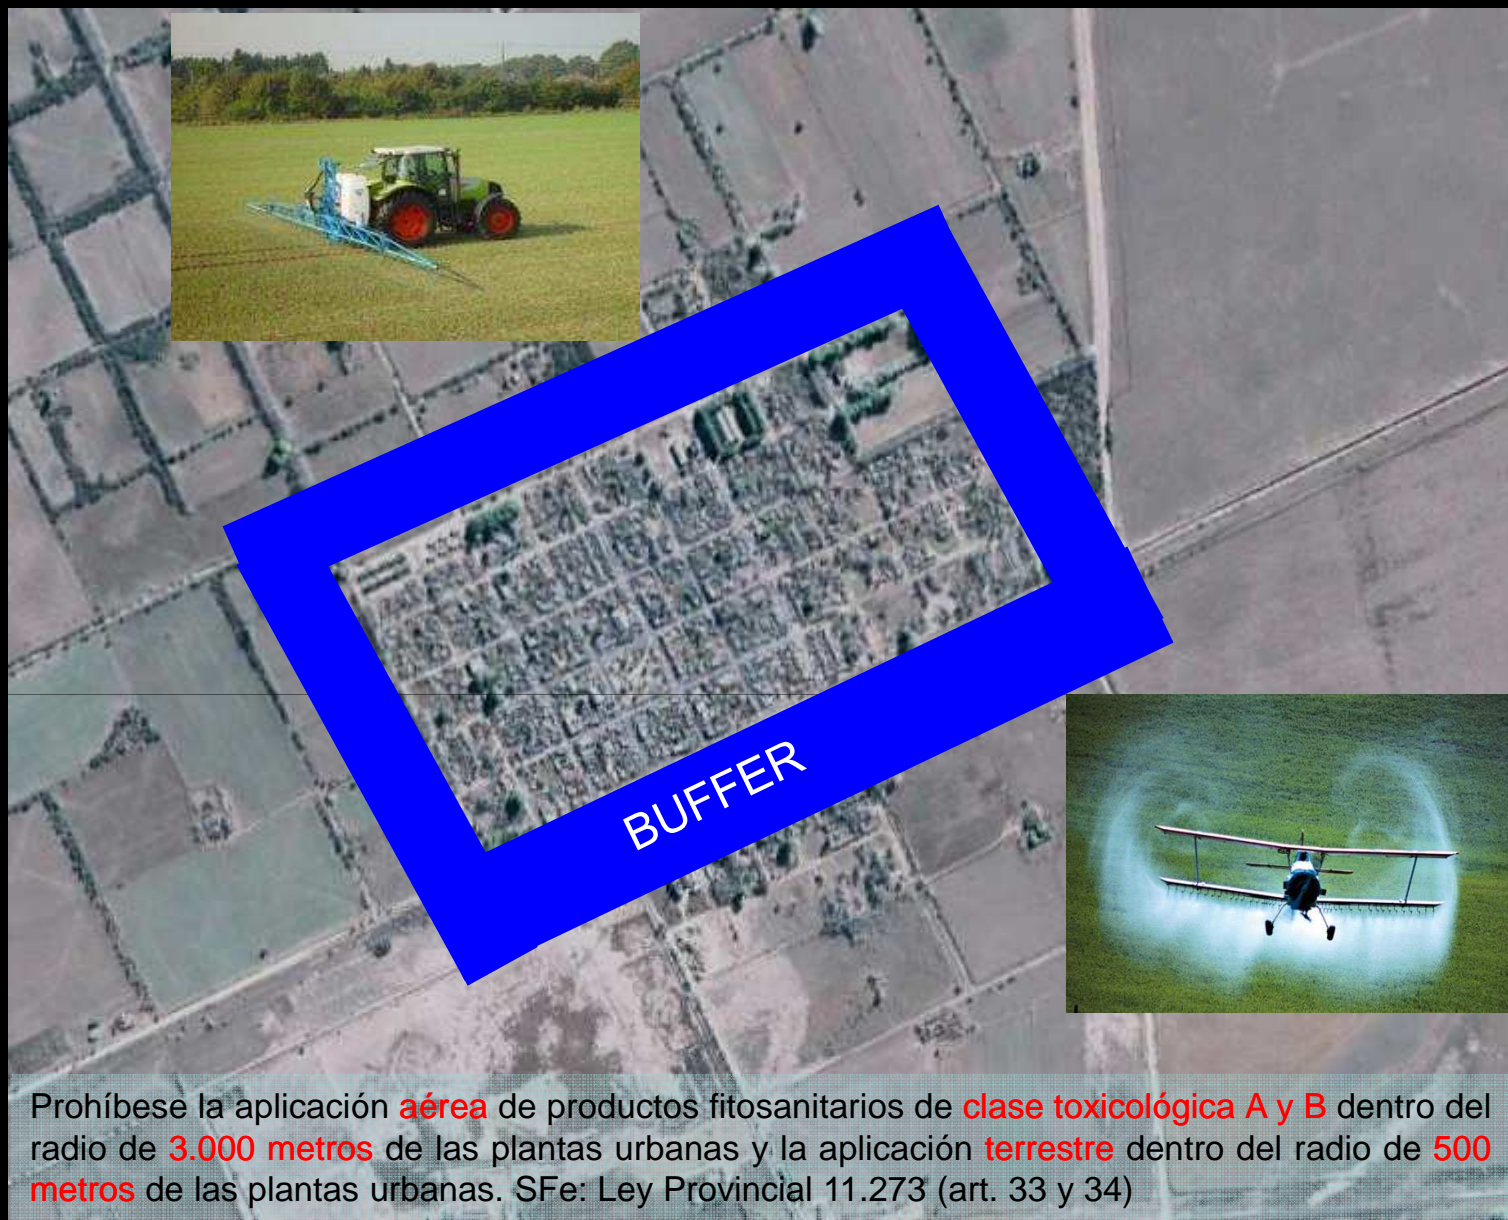 BUFFER
Prohíbese la aplicación aérea de productos fitosanitarios de clase toxicológica A y B dentro del
radio de 3.000 metros de las plantas urbanas y la aplicación terrestre dentro del radio de 500
metros de las plantas urbanas. SFe: Ley Provincial 11.273 (art. 33 y 34)